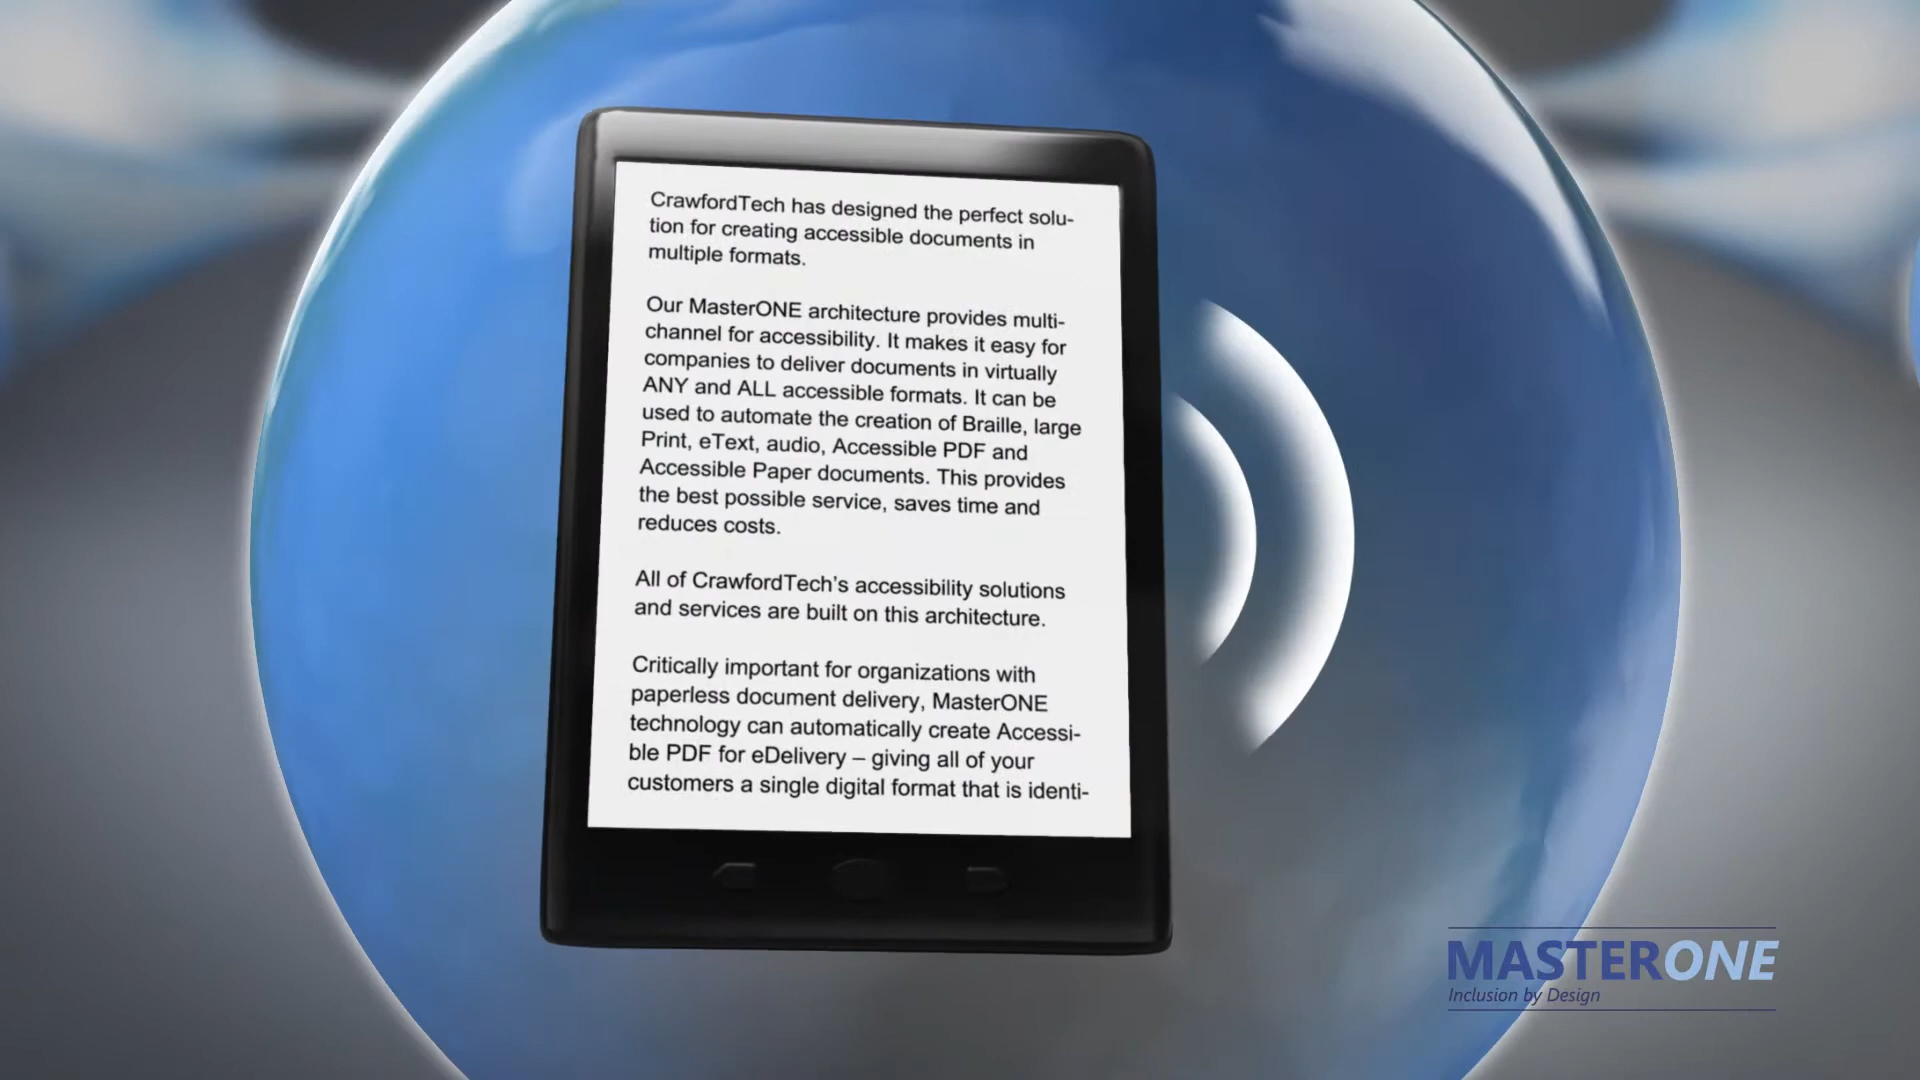 CrawfordTech has designed the perfect solu-
tion for creating accessible documents in
multiple formats.
Our MasterONE architecture provides multi-
channel for accessibility. It makes it easy for
companies to deliver documents in virtually
ANY and ALL accessible formats. It can be
used to automate the creation of Braille, large
Print, eText, audio, Accessible PDF and
Accessible Paper documents. This provides
the best possible service, saves time and
reduces costs.
All of CrawfordTech’s accessibility solutions
and services are built on this architecture.
Critically important for organizations with
paperless document delivery, MasterONE
technology can automatically create Accessi-
ble PDF for eDelivery – giving all of your
customers a single digital format that is identi-
MASTERONE
Inclusion by Design